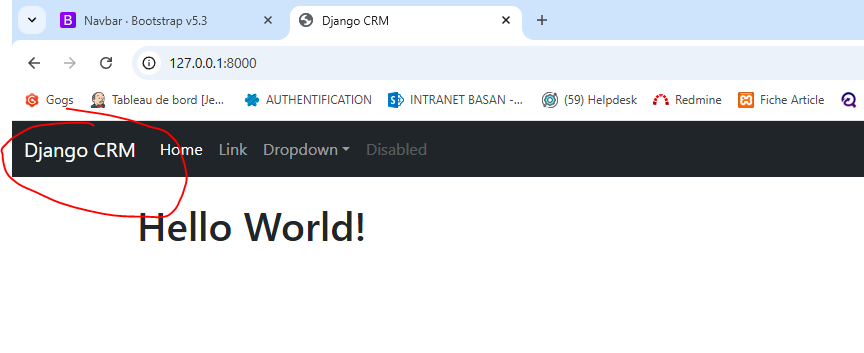 Navbar · Bootstrap v5.3
Django CRM
127.0.0.1:8000
Gogs Tableau de bord [Je... AUTHENTIFICATION INTRANET BASAN -... (59) Helpdesk Redmine Fiche Article
Django CRM Home Link Dropdown Disabled
Hello World!